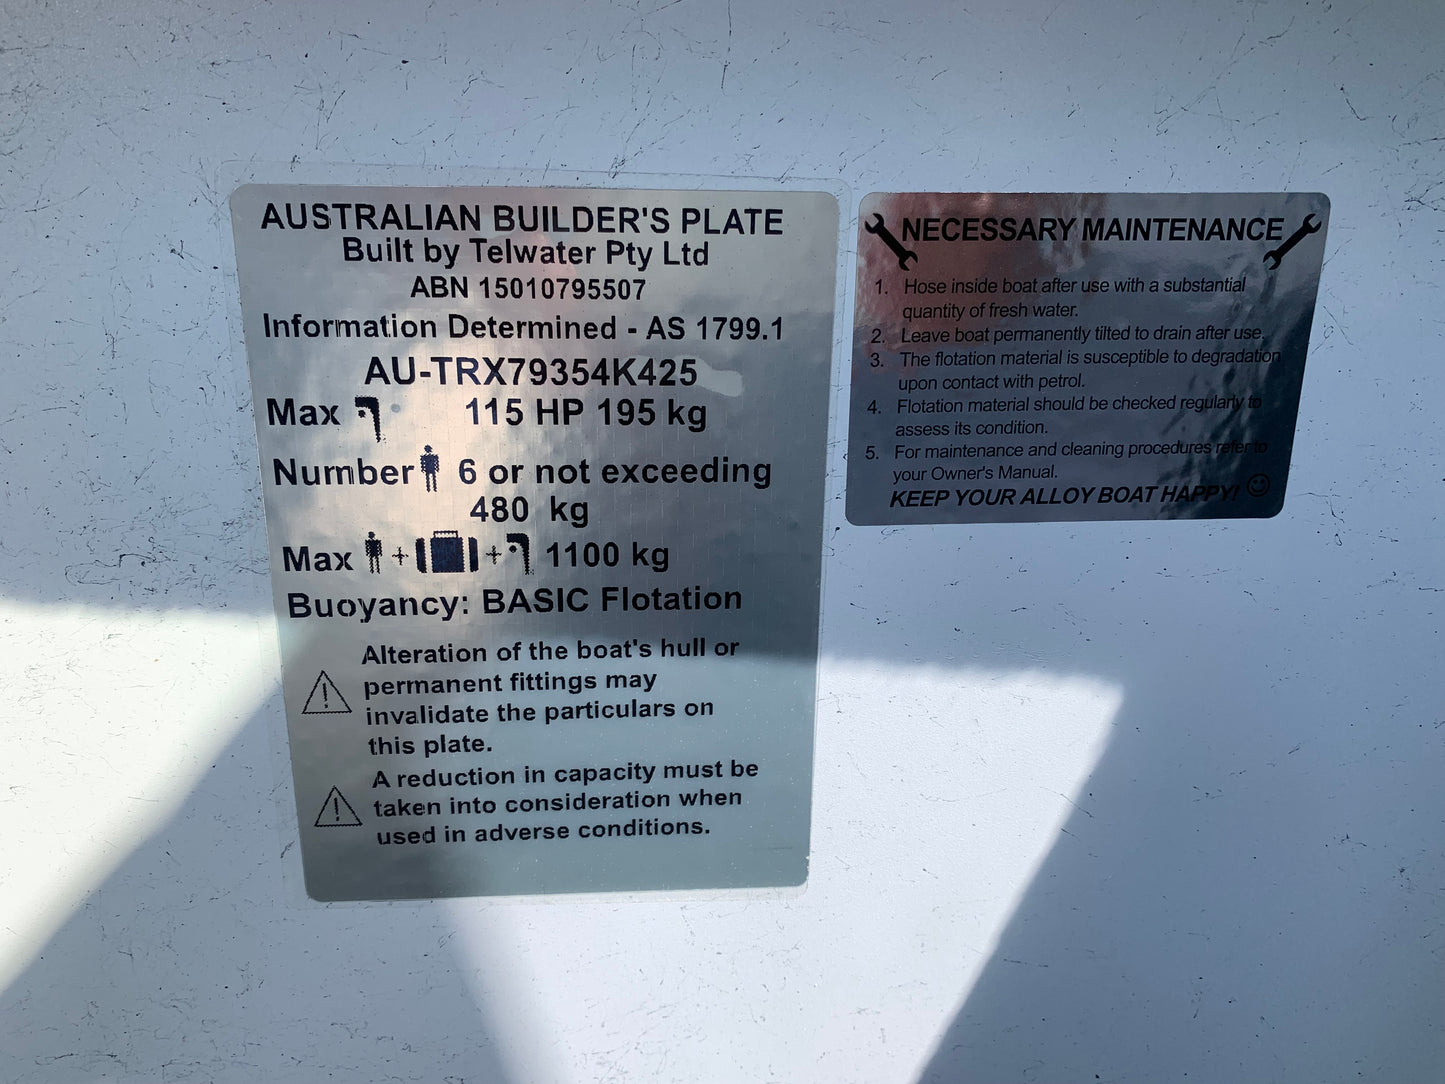 AUSTRALIAN BUILDER'S PLATE
Built by Telwater Pty Ltd
ABN 15010795507
Information Determined - AS 1799.1
AU-TRX79354K425
Max 115 HP 195 kg
Number 6 or not exceeding
480 kg
Max + + 1100 kg
Buoyancy: BASIC Flotation
Alteration of the boat's hull or
permanent fittings may
invalidate the particulars on
this plate.
A reduction in capacity must be
taken into consideration when
used in adverse conditions.
NECESSARY MAINTENANCE
1. Hose inside boat after use with a substantial
quantity of fresh water.
2. Leave boat permanently tilted to drain after use.
3. The flotation material is susceptible to degradation
upon contact with petrol.
4. Flotation material should be checked regularly to
assess its condition.
5. For maintenance and cleaning procedures refer to
your Owner's Manual.
KEEP YOUR ALLOY BOAT HAPPY!